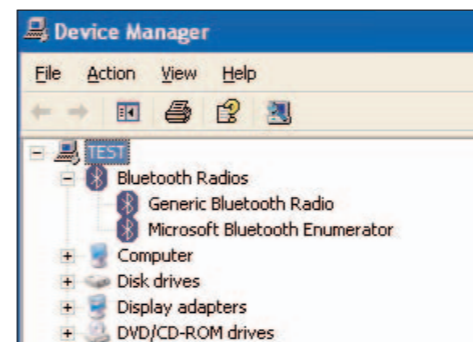 Device Manager
File Action View Help
TEST
Bluetooth Radios
Generic Bluetooth Radio
Microsoft Bluetooth Enumerator
Computer
Disk drives
Display adapters
DVD/CD-ROM drives